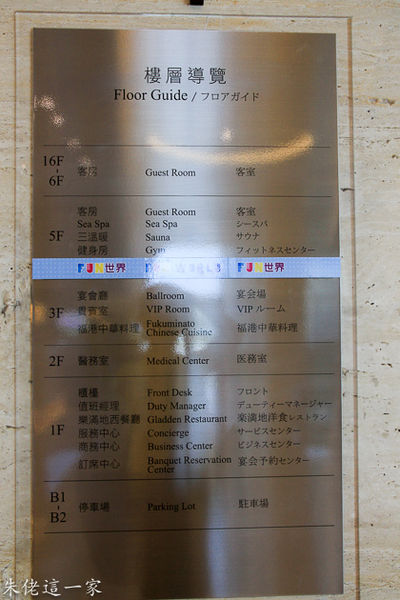 樓層導覽
Floor Guide / フロアガイド
16F - 6F 客房 Guest Room 客室
5F 客房 Guest Room 客室
Sea Spa Sea Spa シースパ
三溫暖 Sauna サウナ
健身房 Gym フィットネスセンター
FUN世界 FUN世界
3F 宴會廳 Ballroom 宴会場
貴賓室 VIP Room VIP ルーム
福港中華料理 Fukuminato Chinese Cuisine 福港中華料理
2F 醫務室 Medical Center 医務室
1F 櫃檯 Front Desk フロント
值班經理 Duty Manager デューティーマネージャー
樂滿地西餐廳 Gladden Restaurant 楽満地洋食レストラン
服務中心 Concierge サービスセンター
商務中心 Business Center ビジネスセンター
訂席中心 Banquet Reservation Center 宴会予約センター
B1 - B2 停車場 Parking Lot 駐車場
朱佬這一家